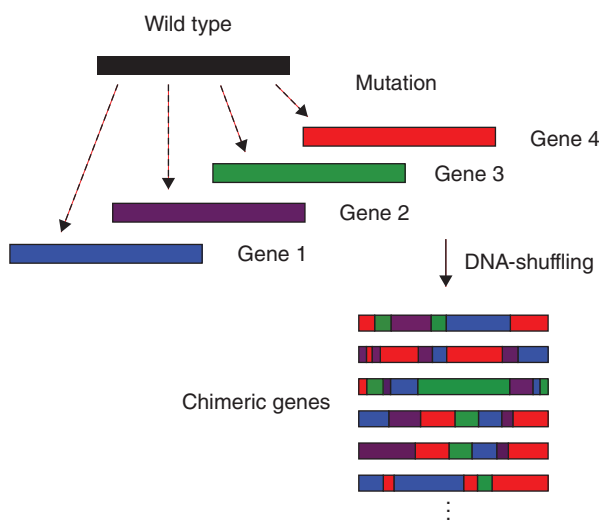 Wild type
Mutation
Gene 4
Gene 3
Gene 2
Gene 1
DNA-shuffling
Chimeric genes
⋮